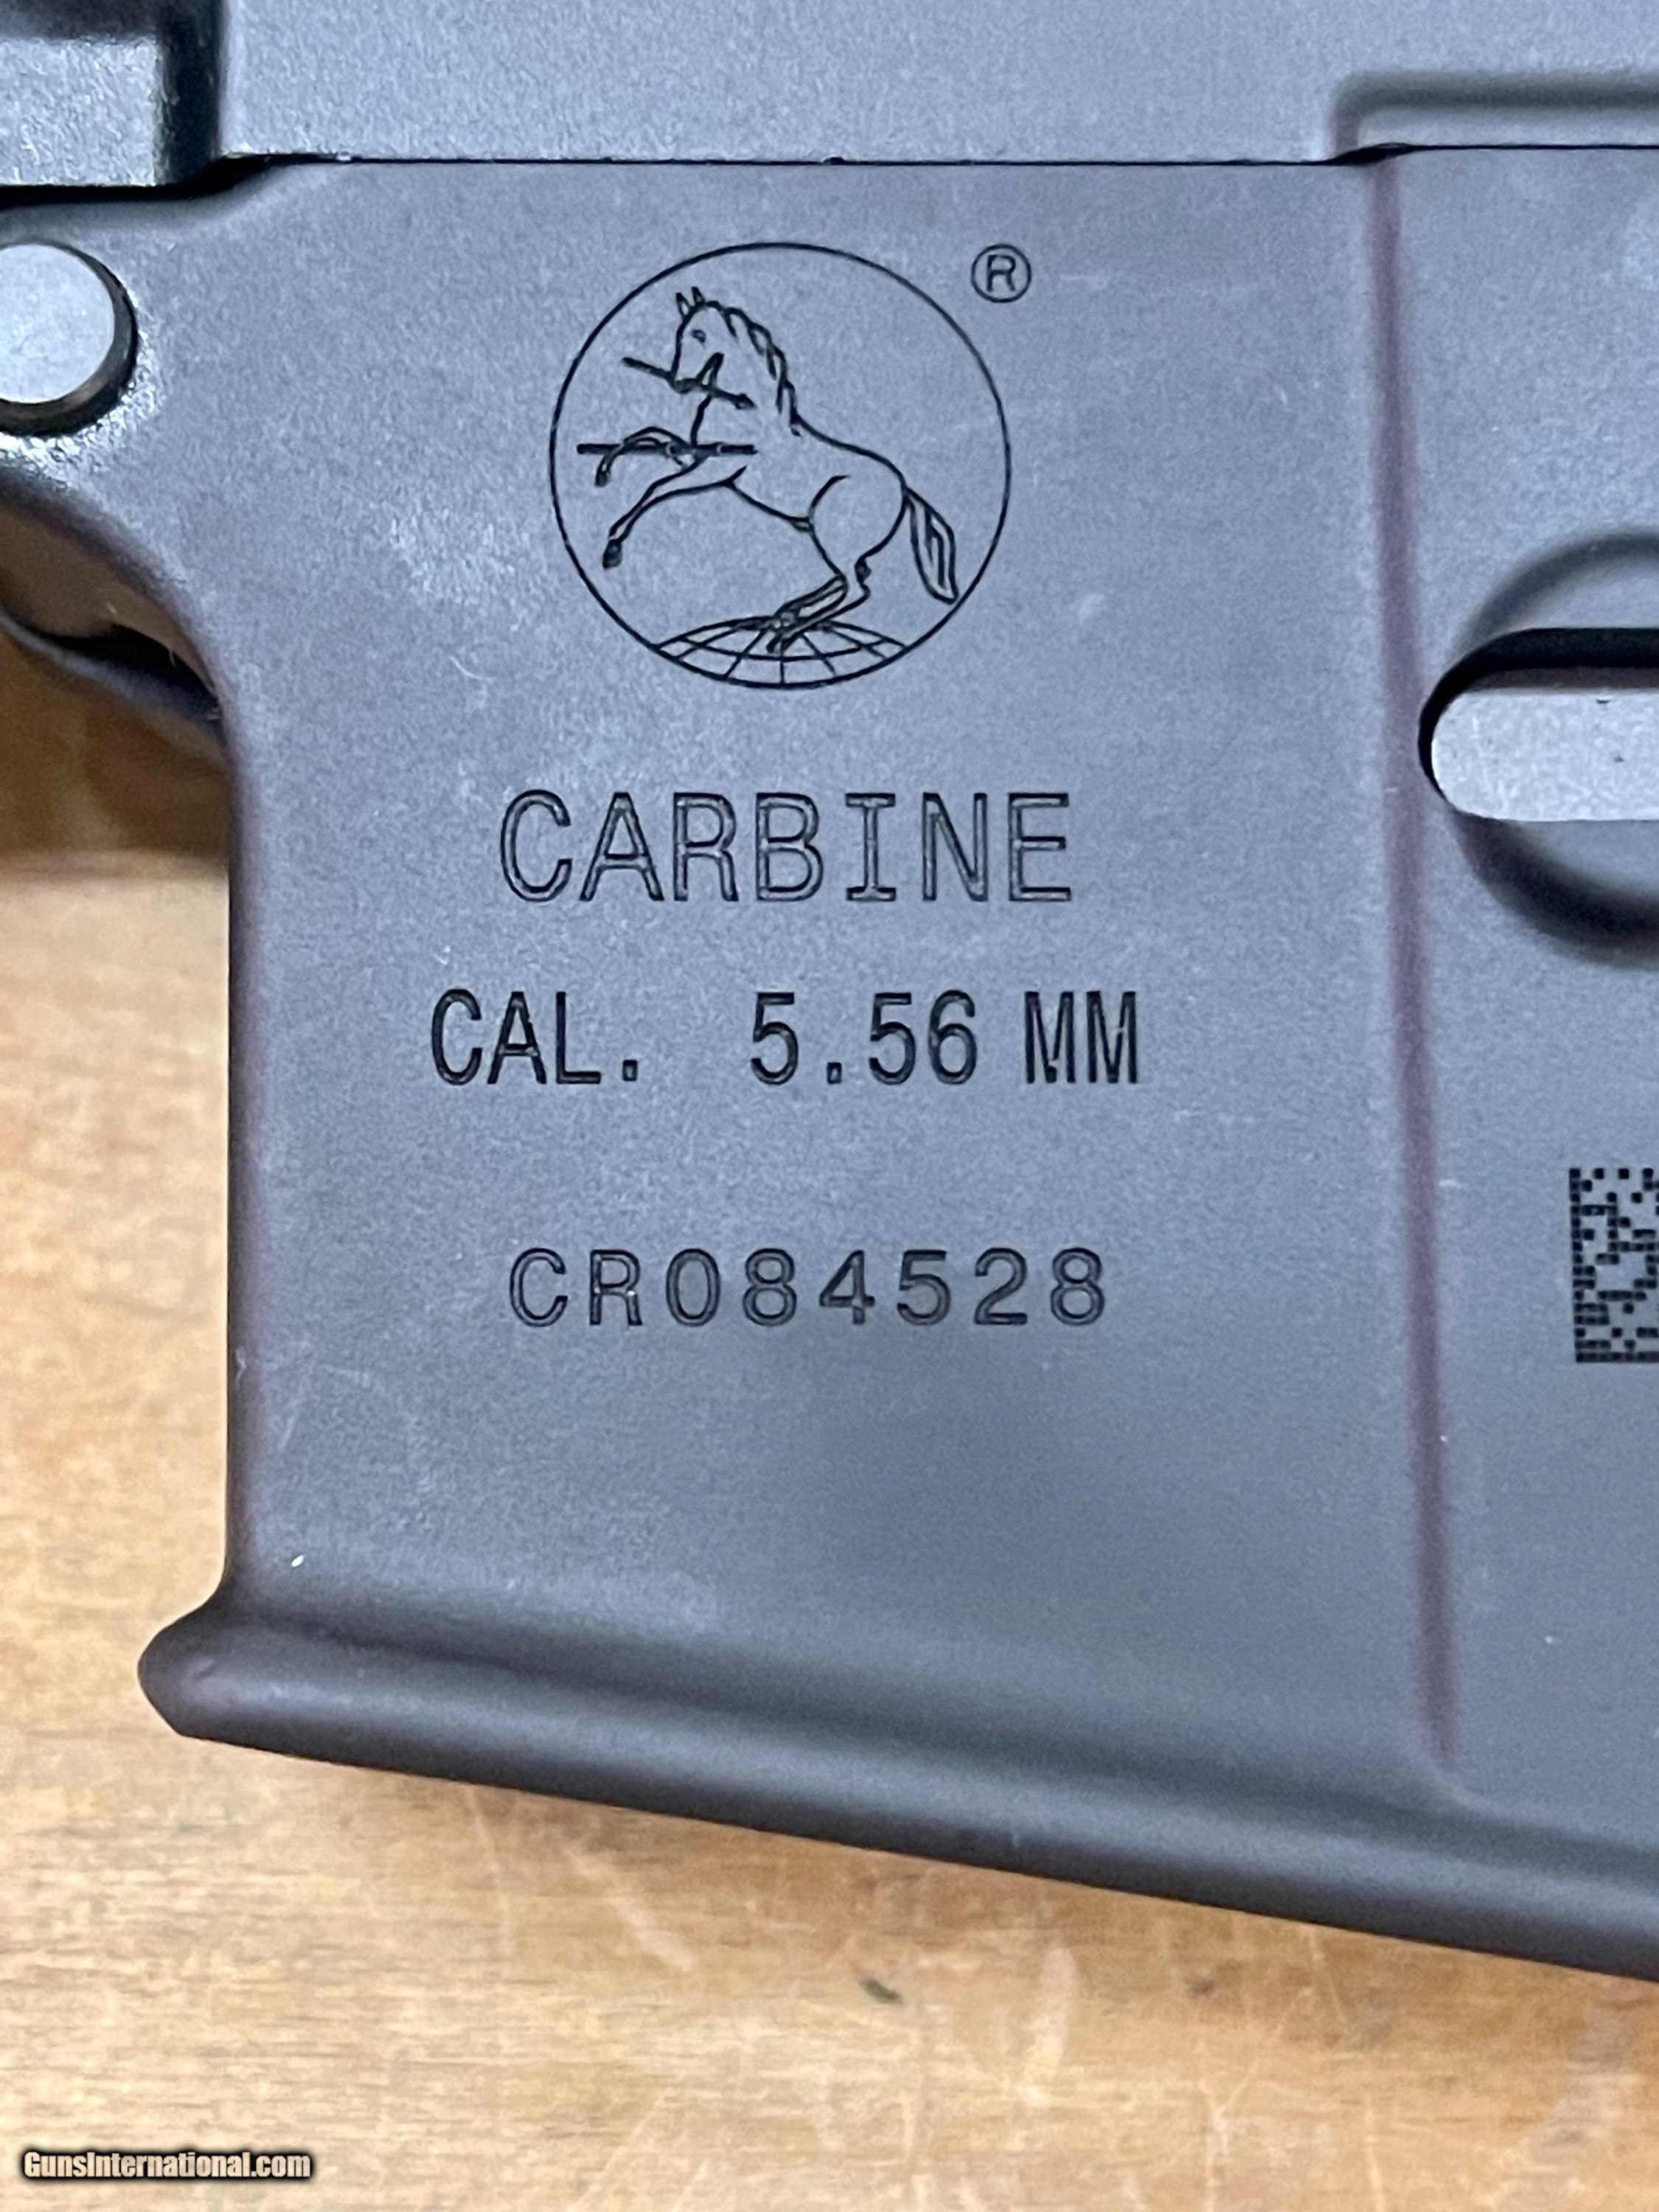 ®
CARBINE
CAL. 5.56 MM
CR084528
GunsInternational.com